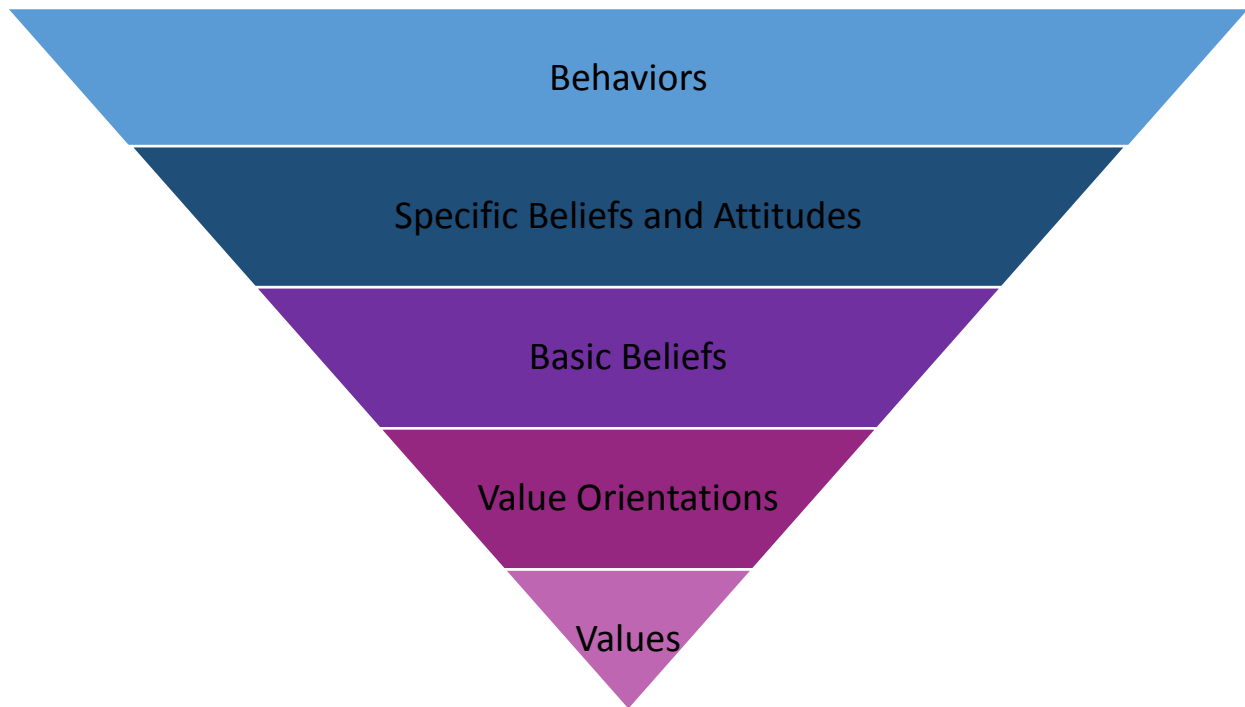 Behaviors
Specific Beliefs and Attitudes
Basic Beliefs
Value Orientations
Values